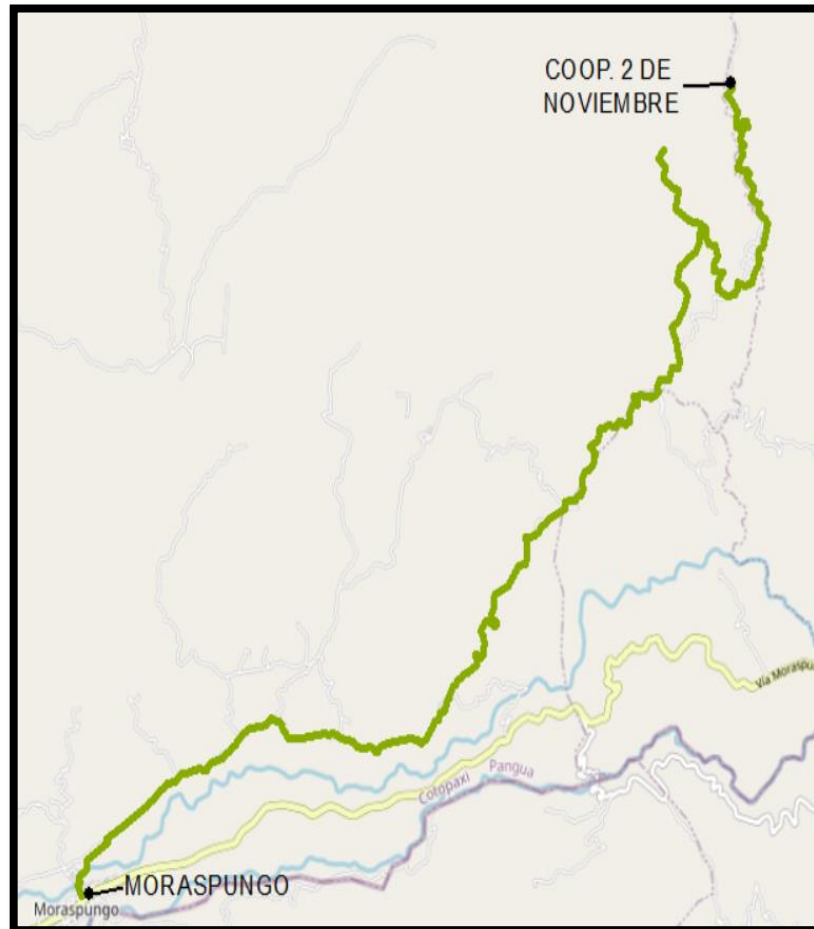 COOP. 2 DE
NOVIEMBRE
Vía Moraspu
Cotopaxi Pangua
MORASPUNGO
Moraspungo